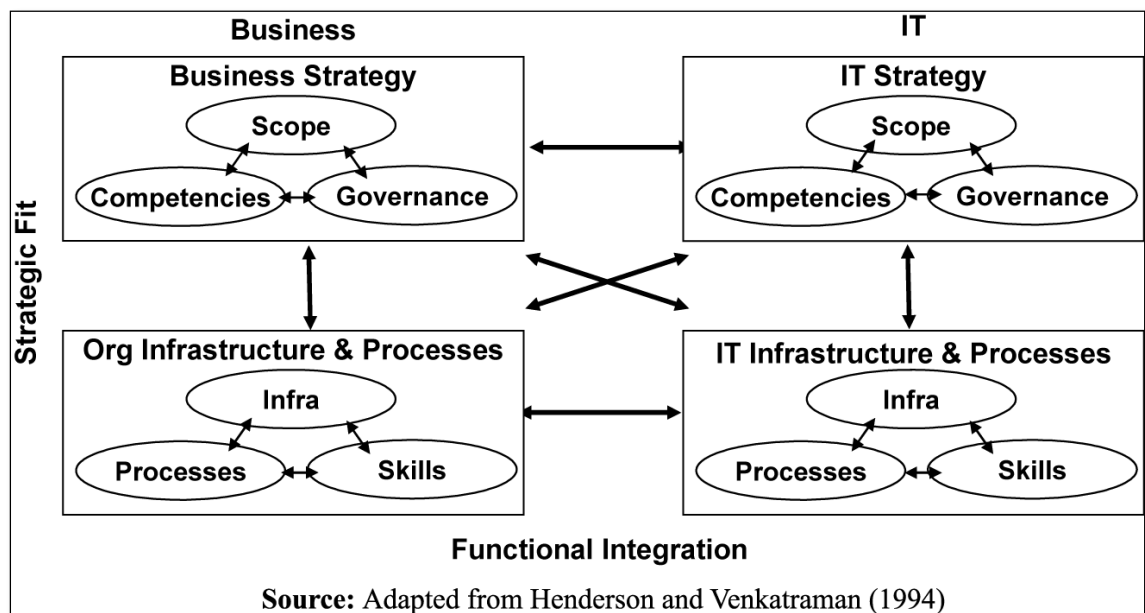 Business
IT
Business Strategy
Scope
Competencies
Governance
IT Strategy
Scope
Competencies
Governance
Strategic Fit
Org Infrastructure & Processes
Infra
Processes
Skills
IT Infrastructure & Processes
Infra
Processes
Skills
Functional Integration
Source: Adapted from Henderson and Venkatraman (1994)